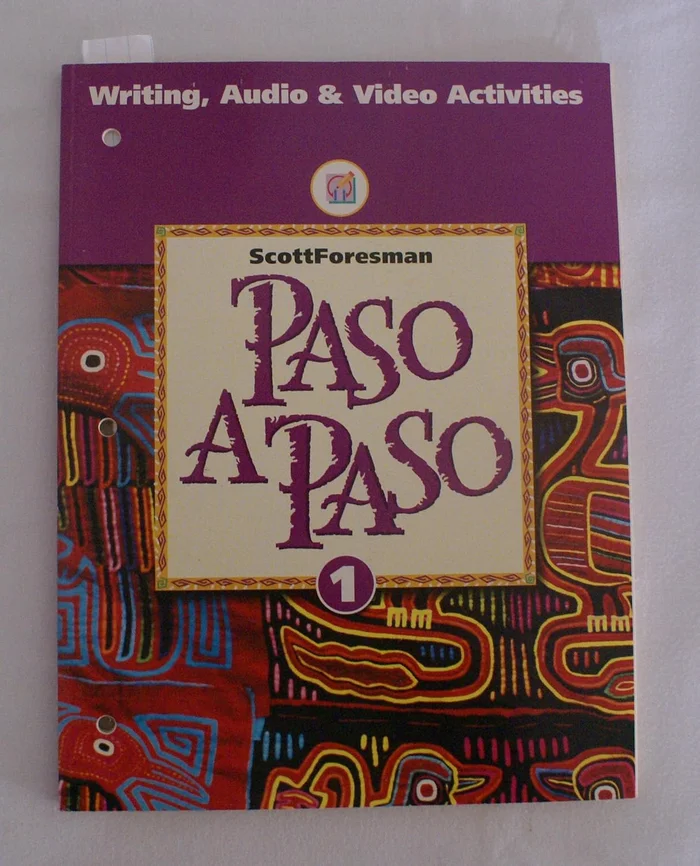 Writing, Audio & Video Activities
ScottForesman
PASO
A PASO
1